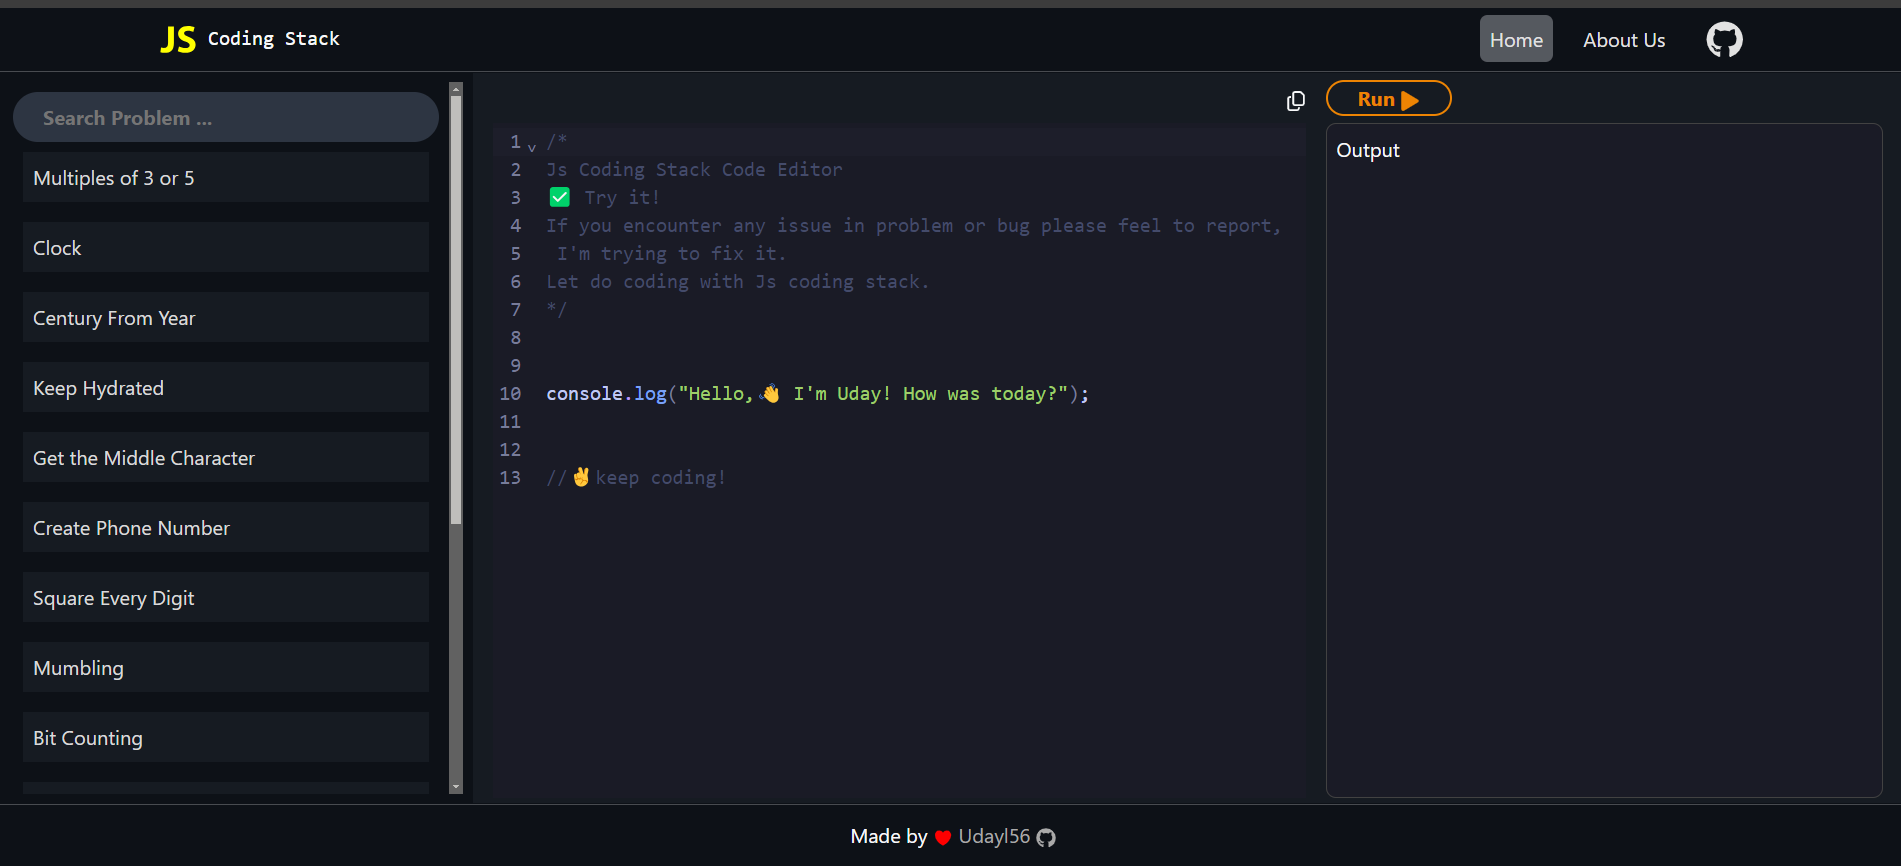 JS Coding Stack
Home
About Us
Search Problem ...
Multiples of 3 or 5
Clock
Century From Year
Keep Hydrated
Get the Middle Character
Create Phone Number
Square Every Digit
Mumbling
Bit Counting
1 /*
2 Js Coding Stack Code Editor
3 ✅ Try it!
4 If you encounter any issue in problem or bug please feel to report,
5 I'm trying to fix it.
6 Let do coding with Js coding stack.
7 */
8
9
10 console.log("Hello,👋 I'm Uday! How was today?");
11
12
13 //✌keep coding!
Run
Output
Made by ❤ Udayl56